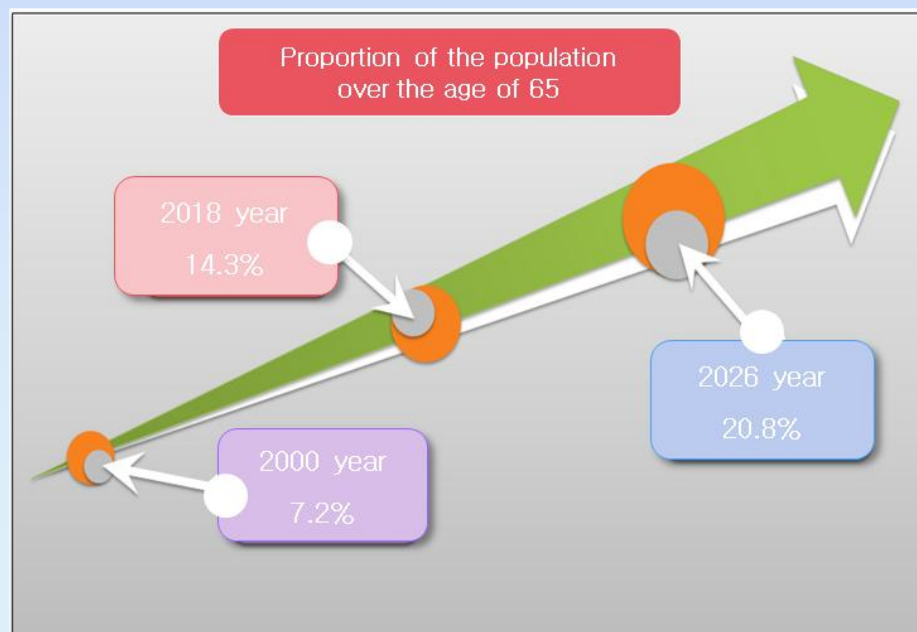 Proportion of the population
over the age of 65
2018 year
14.3%
2026 year
20.8%
2000 year
7.2%